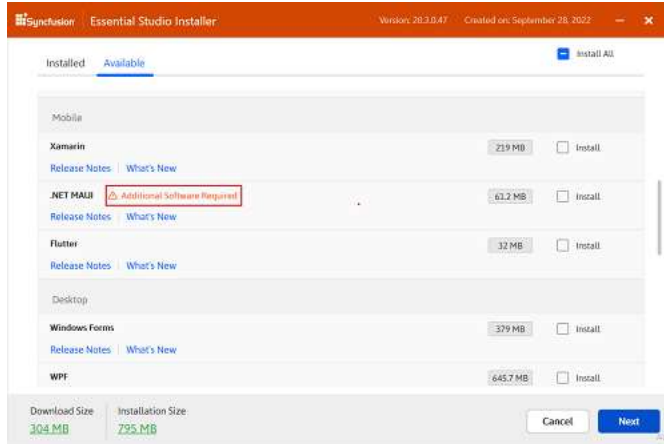 Syncfusion Essential Studio Installer Version: 20.3.0.47 Created on: September 28, 2022
Installed Available Install All
Mobile
Xamarin 219 MB Install
Release Notes What's New
.NET MAUI Additional Software Required 63.2 MB Install
Release Notes What's New
Flutter 32 MB Install
Release Notes What's New
Desktop
Windows Forms 379 MB Install
Release Notes What's New
WPF 645.7 MB Install
Download Size Installation Size
304 MB 795 MB
Cancel Next